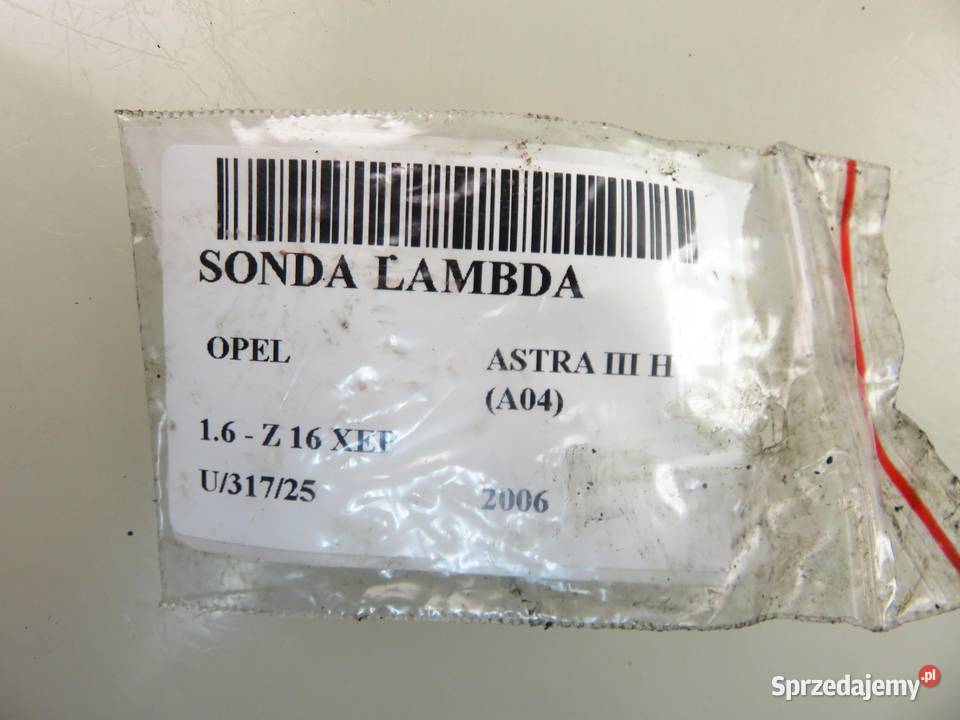 SONDA LAMBDA
OPEL
ASTRA III H
(A04)
1.6 - Z 16 XEP
U/317/25
2006
Sprzedajemy.pl